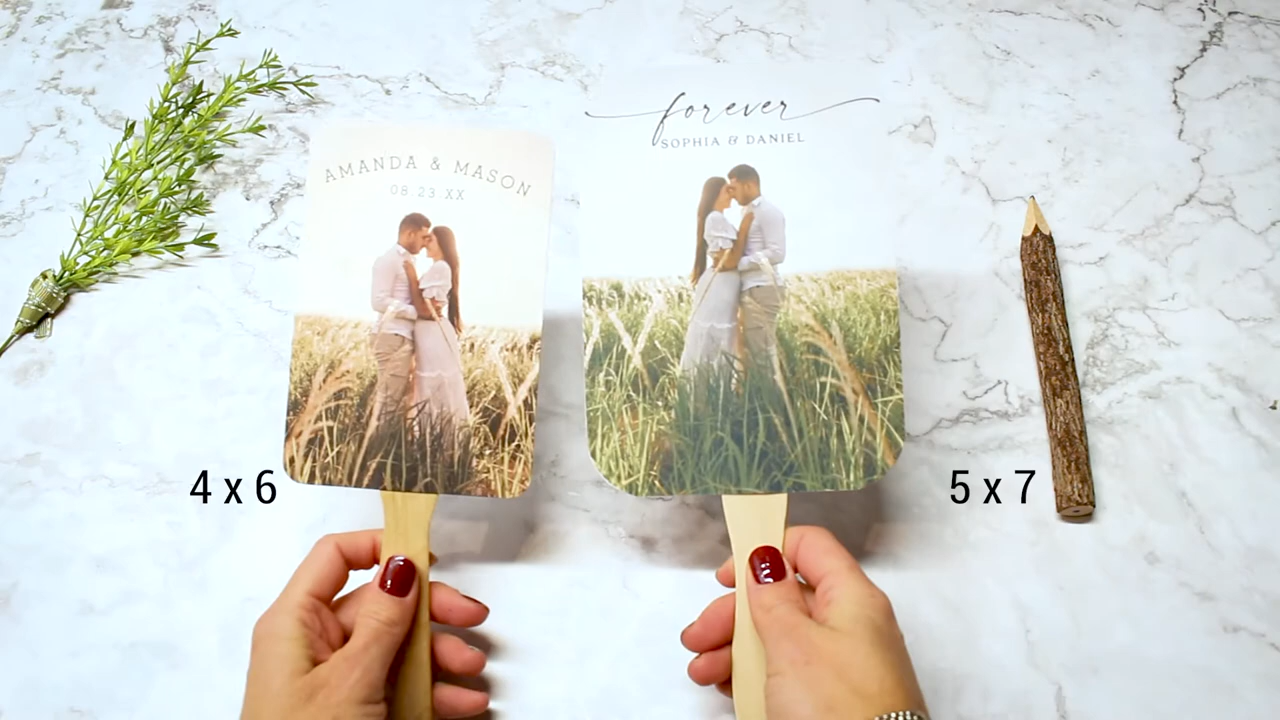 AMANDA & MASON
08.23 XX
forever
SOPHIA & DANIEL
4 x 6
5 x 7